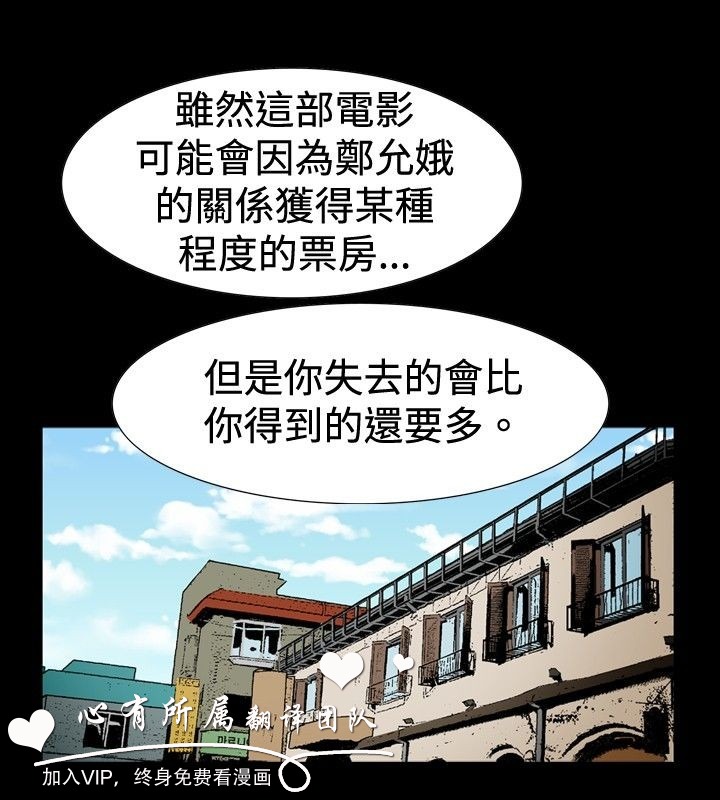 雖然這部電影
可能會因為鄭允娥
的關係獲得某種
程度的票房...
但是你失去的會比
你得到的還要多。
心有所属翻译团队
加入VIP，终身免费看漫画